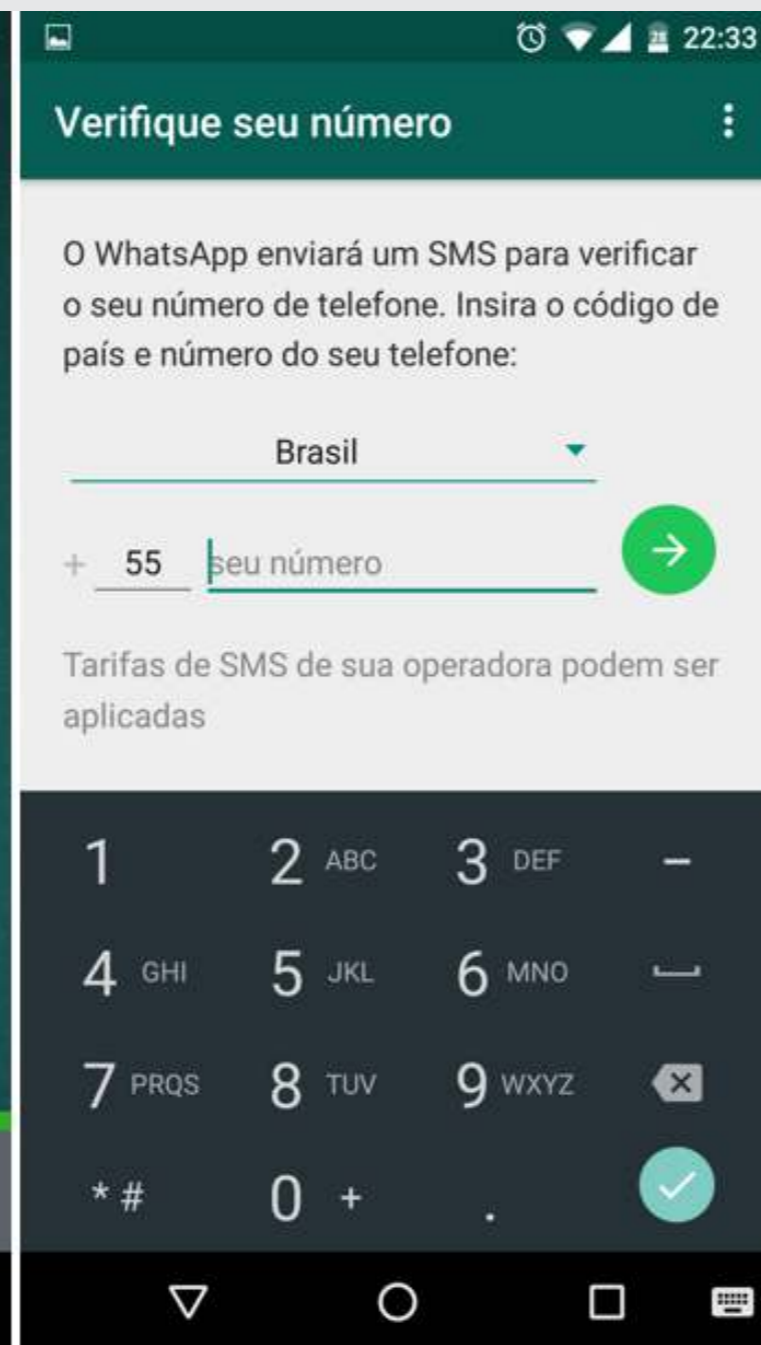 28 22:33
Verifique seu número
O WhatsApp enviará um SMS para verificar
o seu número de telefone. Insira o código de
país e número do seu telefone:
Brasil
+ 55 seu número
Tarifas de SMS de sua operadora podem ser
aplicadas
1 2 ABC 3 DEF –
4 GHI 5 JKL 6 MNO
7 PRQS 8 TUV 9 WXYZ
* # 0 + .